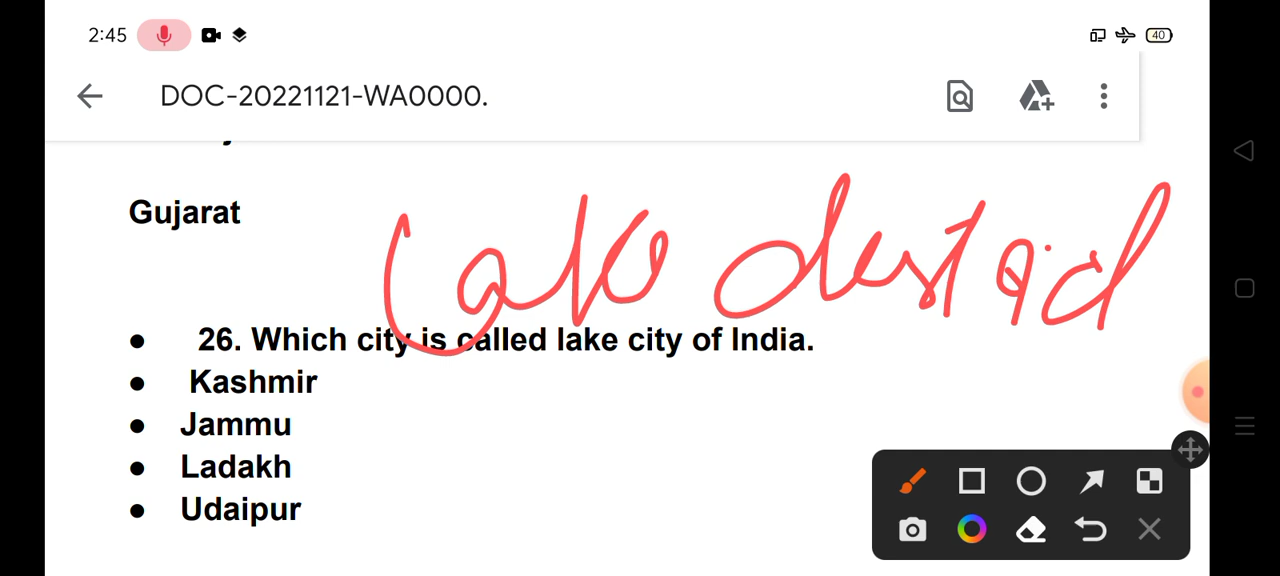 2:45 40
DOC-20221121-WA0000.
Gujarat
26. Which city is called lake city of India.
Kashmir
Jammu
Ladakh
Udaipur